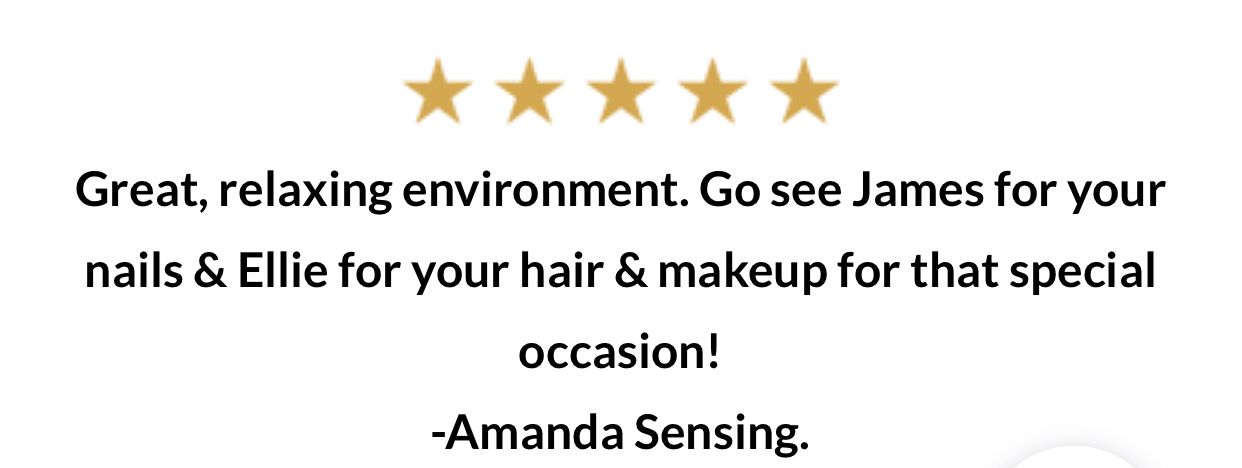 Great, relaxing environment. Go see James for your
nails & Ellie for your hair & makeup for that special
occasion!
-Amanda Sensing.